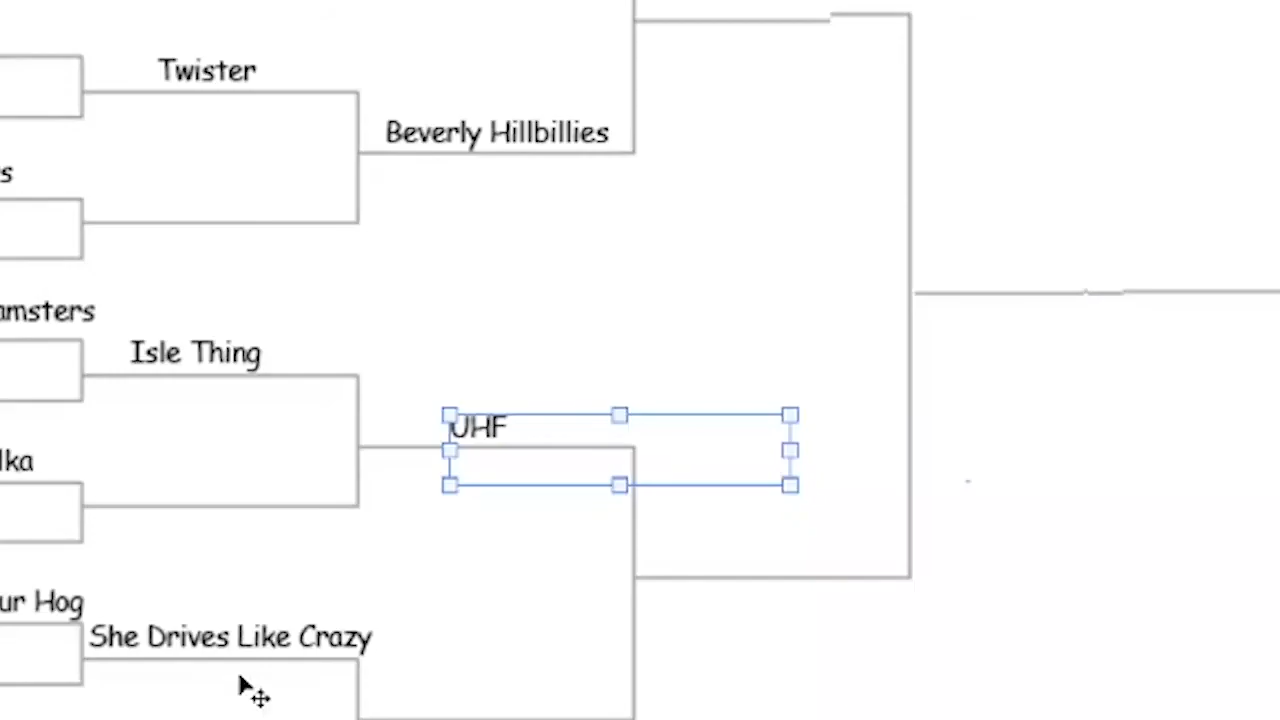 Twister
Beverly Hillbillies
s
amsters
Isle Thing
UHF
lka
ur Hog
She Drives Like Crazy